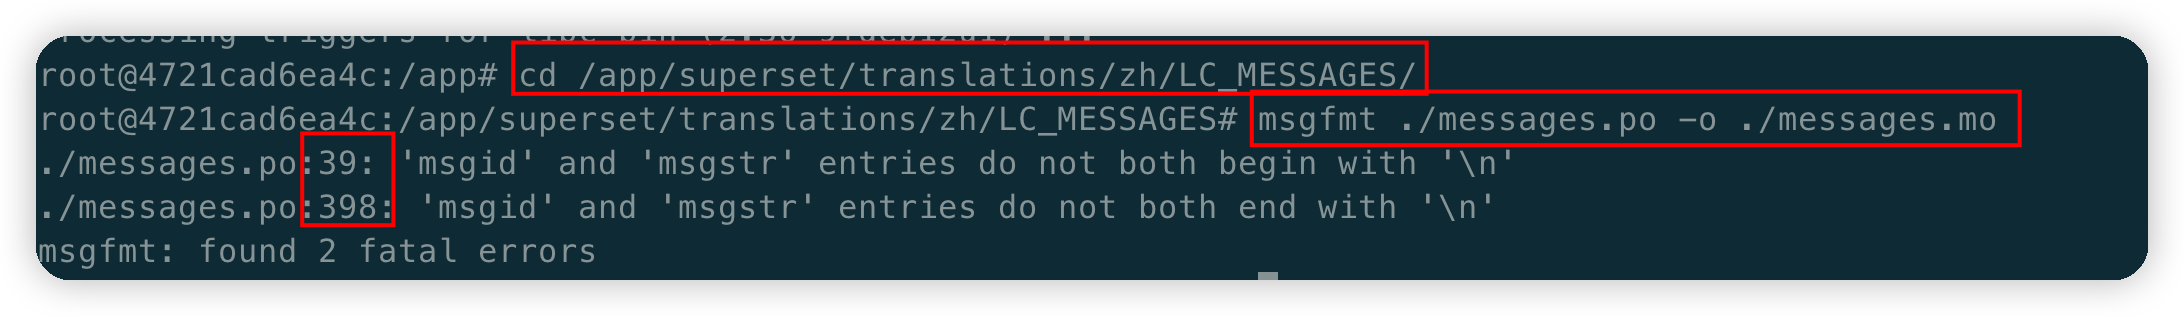 root@4721cad6ea4c:/app# cd /app/superset/translations/zh/LC_MESSAGES/
root@4721cad6ea4c:/app/superset/translations/zh/LC_MESSAGES# msgfmt ./messages.po -o ./messages.mo
./messages.po:39: 'msgid' and 'msgstr' entries do not both begin with '\n'
./messages.po:398: 'msgid' and 'msgstr' entries do not both end with '\n'
msgfmt: found 2 fatal errors